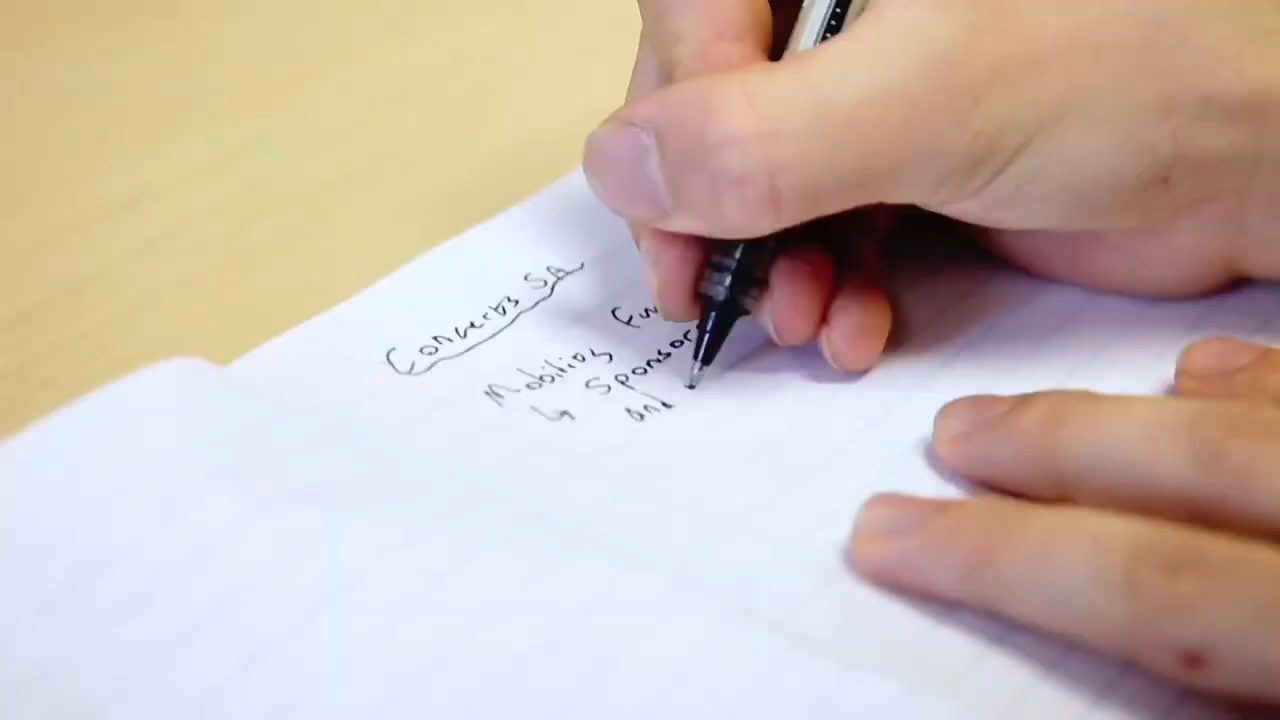 Concerts SA
Mobilios Fu
↳ Sponsor
and